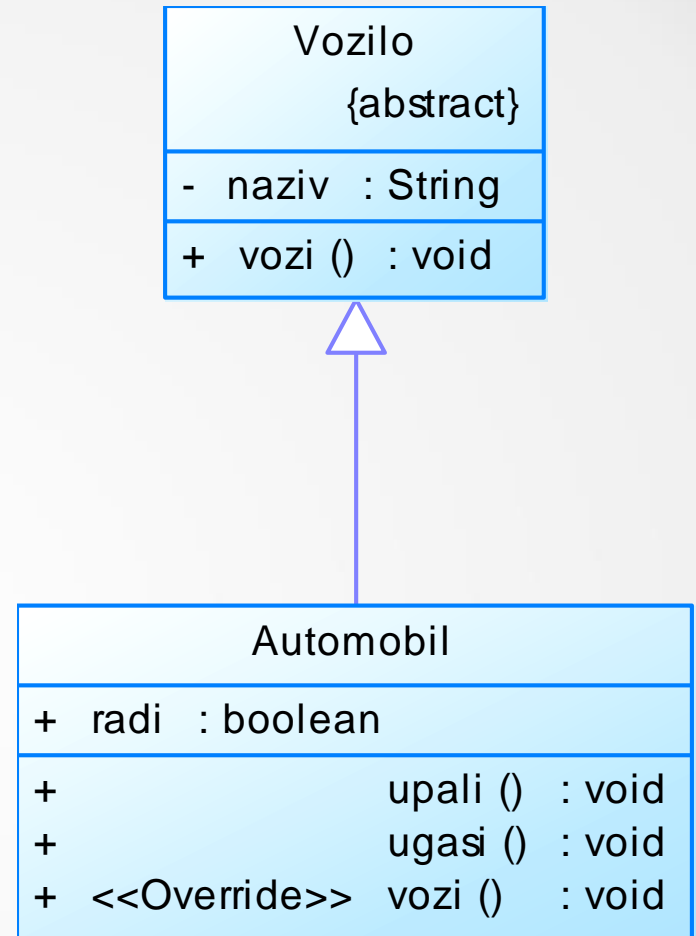 Vozilo
{abstract}
- naziv : String
+ vozi () : void
Automobil
+ radi : boolean
+ upali () : void
+ ugasi () : void
+ <<Override>> vozi () : void